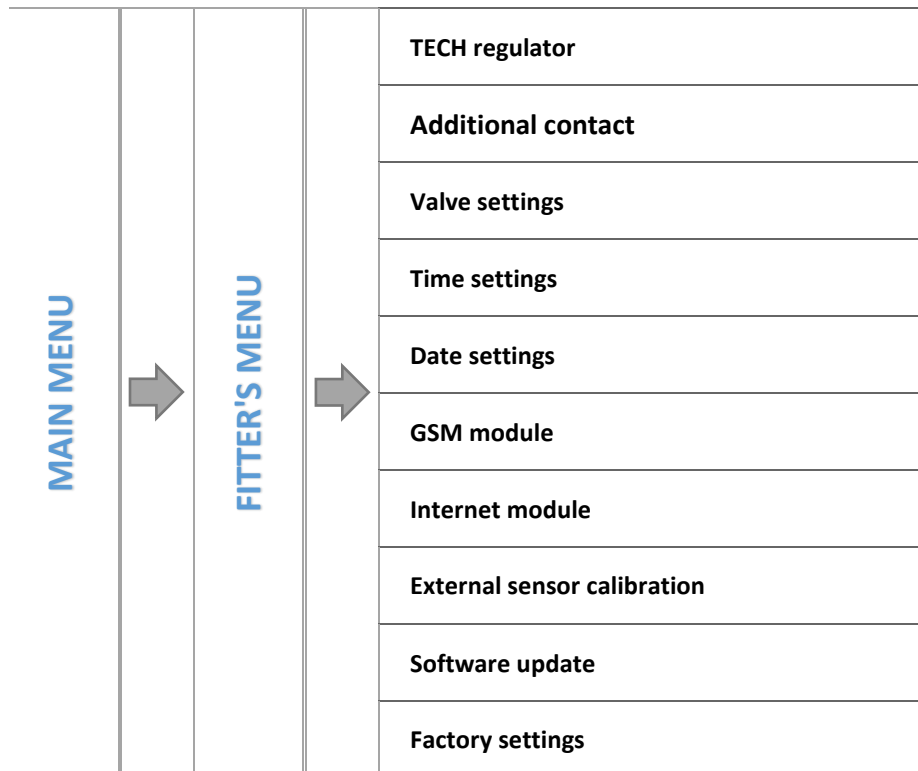 MAIN MENU
FITTER'S MENU
TECH regulator
Additional contact
Valve settings
Time settings
Date settings
GSM module
Internet module
External sensor calibration
Software update
Factory settings